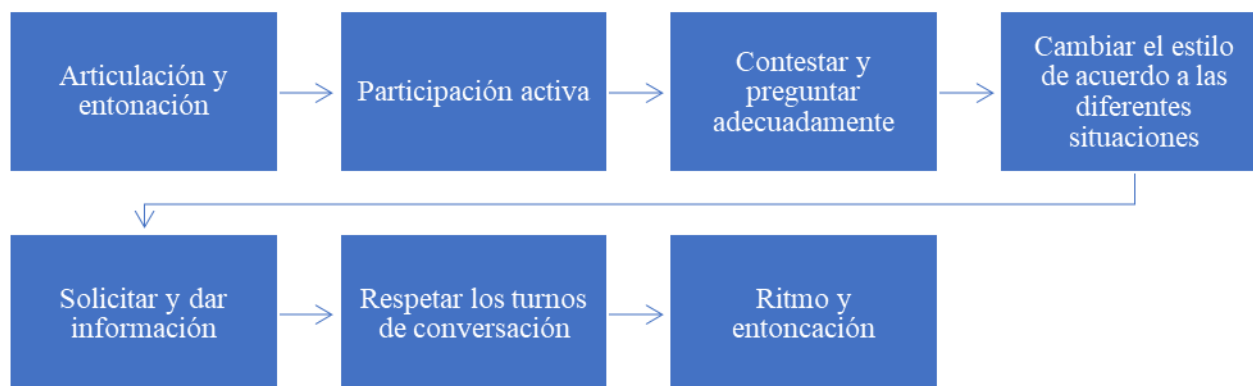 Articulación y
entonación
Participación activa
Contestar y
preguntar
adecuadamente
Cambiar el estilo
de acuerdo a las
diferentes
situaciones
Solicitar y dar
información
Respetar los turnos
de conversación
Ritmo y
entoncación